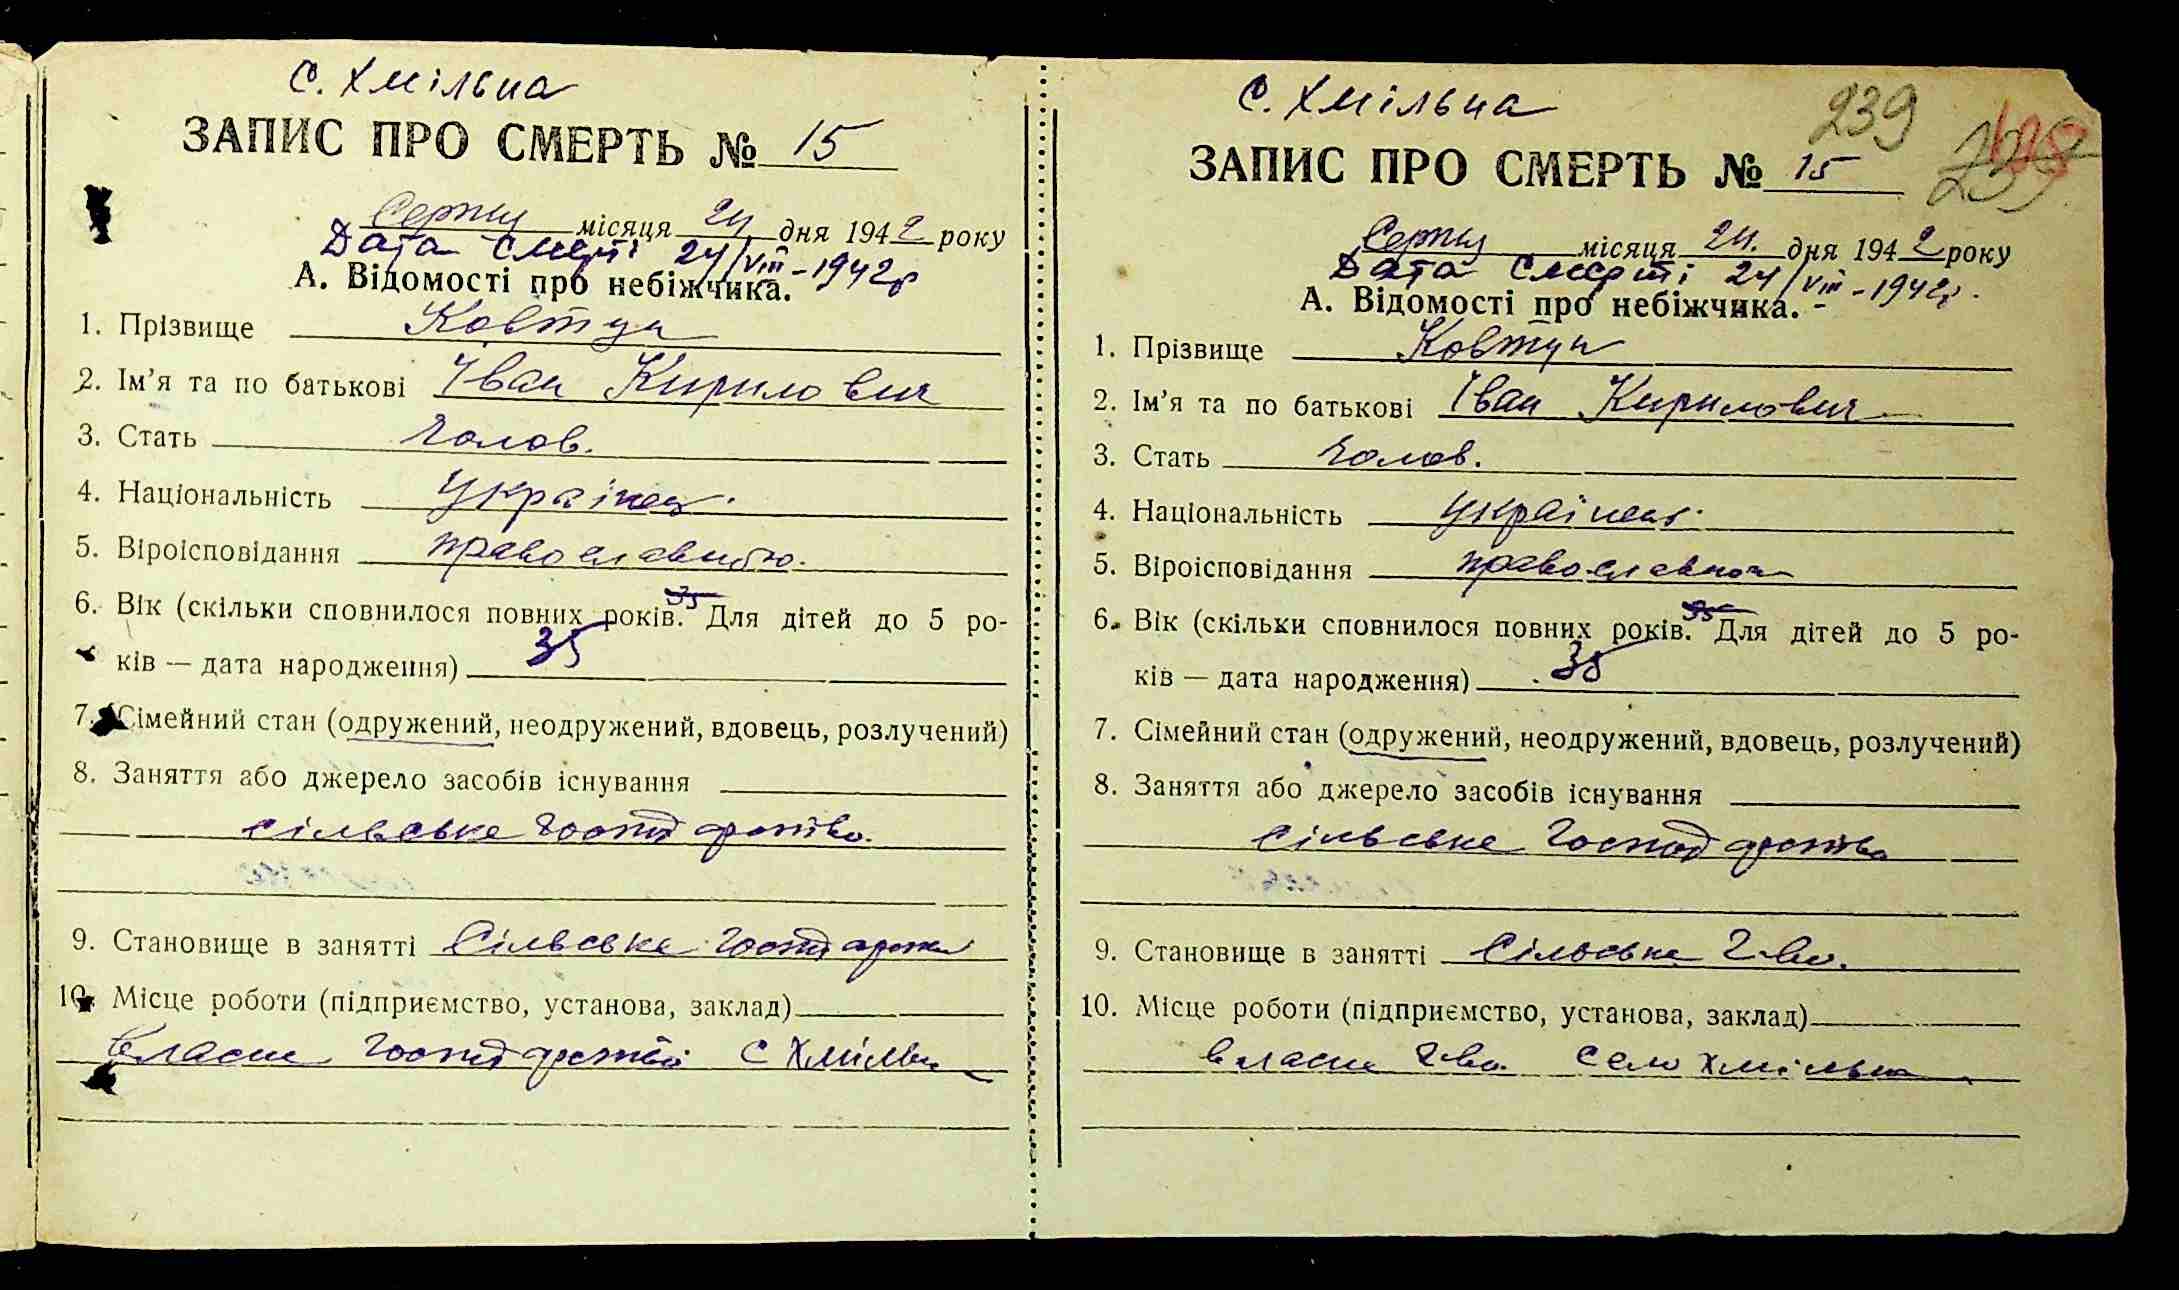 с. Хмільна
ЗАПИС ПРО СМЕРТЬ № 15
Серпня місяця 24 дня 1942 року
Дата смерті 24/VIII-1942р
А. Відомості про небіжчика.
1. Прізвище Ковтун
2. Ім'я та по батькові Іван Кирилович
3. Стать Чолов.
4. Національність Українец.
5. Віроісповідання православную.
6. Вік (скільки сповнилося повних років. 35 Для дітей до 5 ро-
ків — дата народження) 35
7. Сімейний стан (одружений, неодружений, вдовець, розлучений)
8. Заняття або джерело засобів існування
сільське господарство.
9. Становище в занятті Сільське
10. Місце роботи (підприємство, установа, заклад)
власне господарство с Хмільна
с. Хмільна
239
ЗАПИС ПРО СМЕРТЬ № 15
Серпня місяця 24. дня 1942 року
Дата смерті 24/VIII-1942р.
А. Відомості про небіжчика.
1. Прізвище Ковтун
2. Ім'я та по батькові Іван Кирилович
3. Стать Чолов.
4. Національність Українець.
5. Віроісповідання православная
6. Вік (скільки сповнилося повних років. 35 Для дітей до 5 ро-
ків — дата народження) 35
7. Сімейний стан (одружений, неодружений, вдовець, розлучений)
8. Заняття або джерело засобів існування
Сільське господарство
9. Становище в занятті Сільське г-во.
10. Місце роботи (підприємство, установа, заклад)
власне г-во. село Хмільна